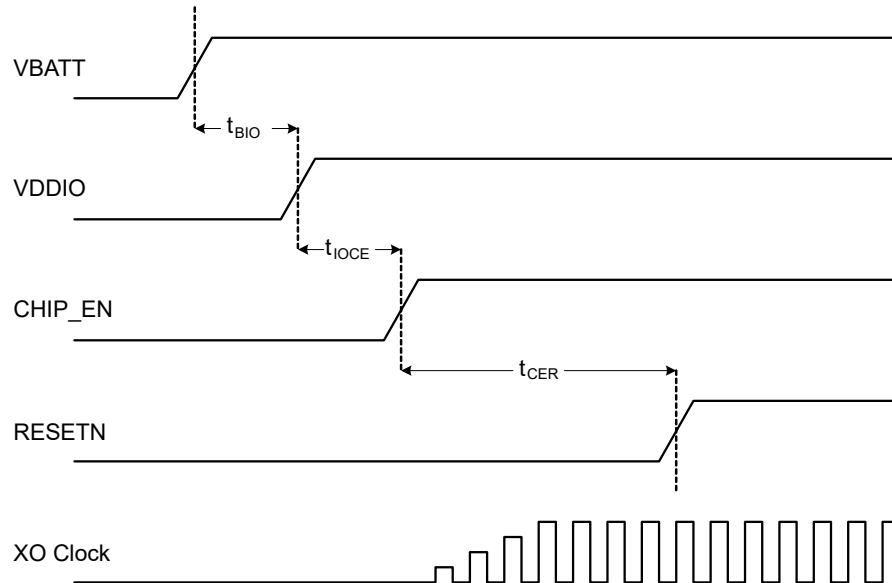 VBATT
tBIO
VDDIO
tIOCE
CHIP_EN
tCER
RESETN
XO Clock